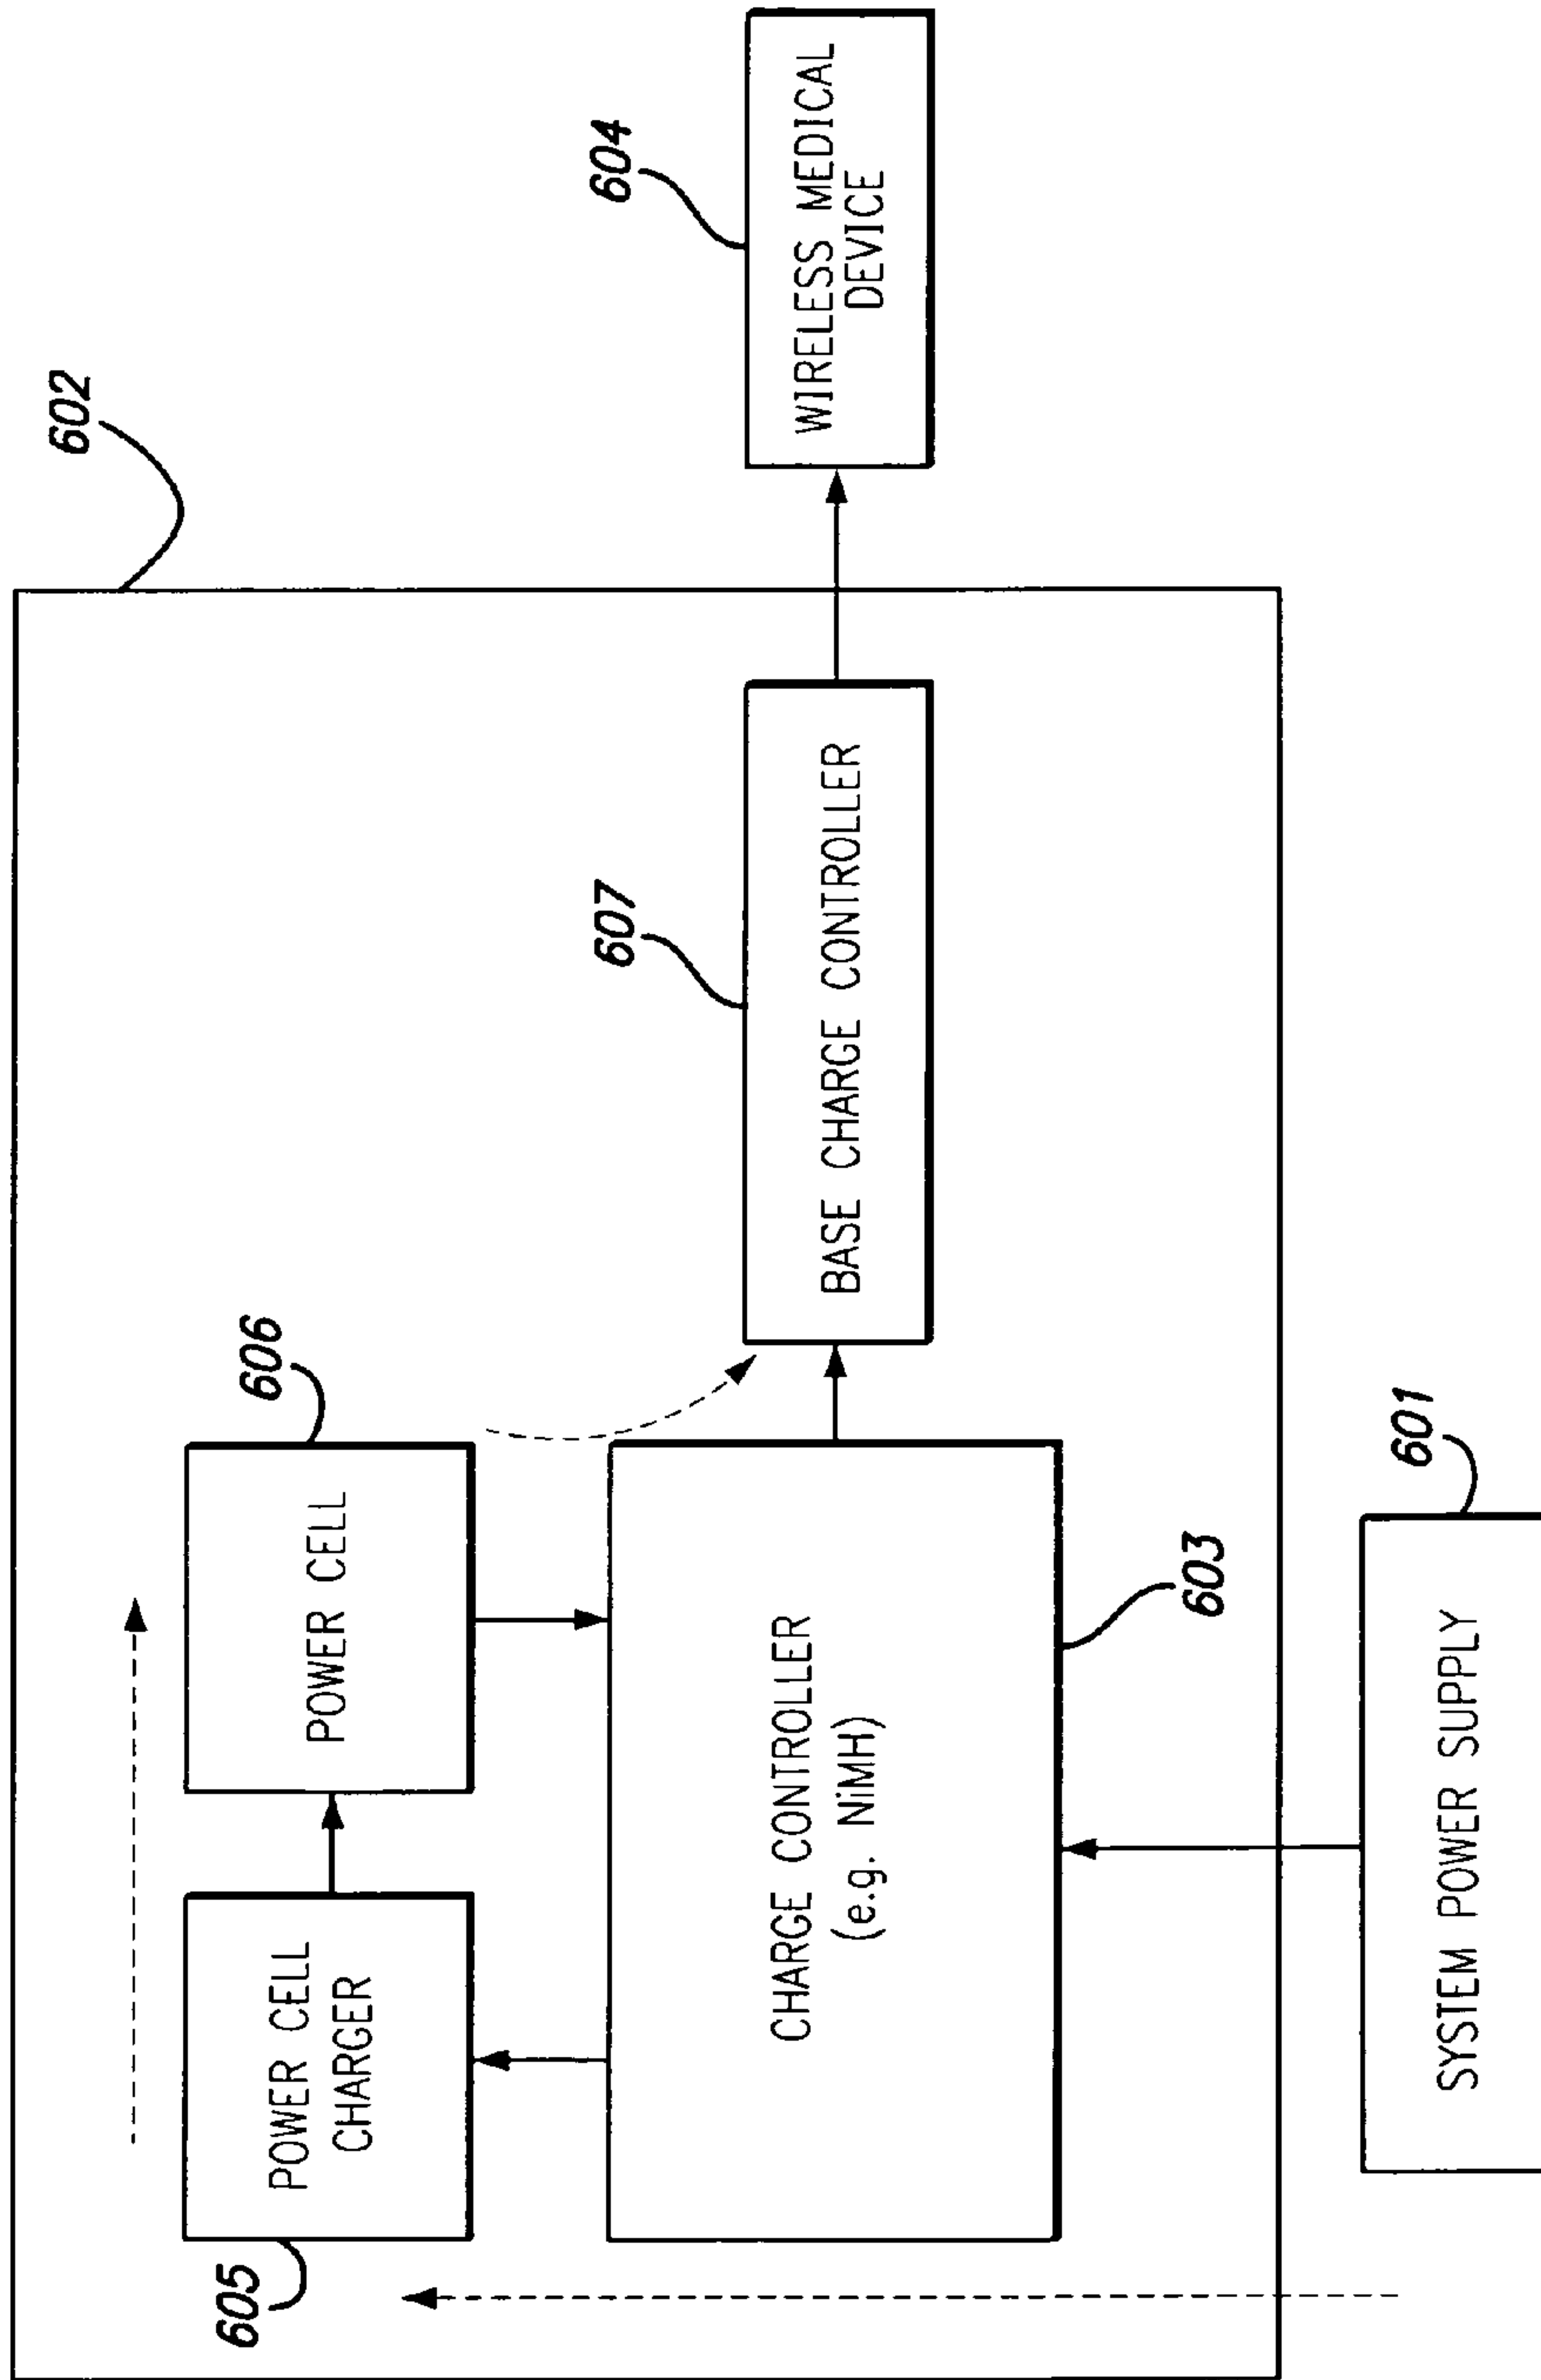 602
605
POWER CELL
CHARGER
606
POWER CELL
607
604
CHARGE CONTROLLER
(e.g. NiMH)
BASE CHARGE CONTROLLER
WIRELESS MEDICAL
DEVICE
603
601
SYSTEM POWER SUPPLY